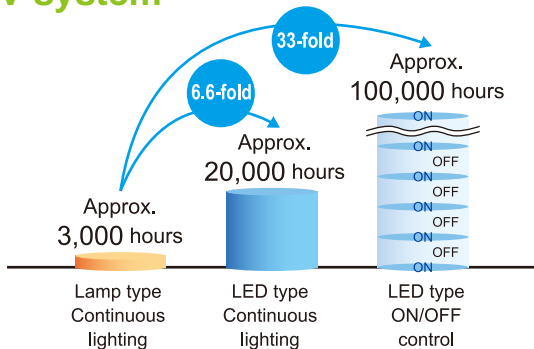 system
33-fold
6.6-fold
Approx.
100,000 hours
Approx.
20,000 hours
Approx.
3,000 hours
ON
ON
OFF
ON
OFF
ON
OFF
ON
OFF
ON
Lamp type
Continuous
lighting
LED type
Continuous
lighting
LED type
ON/OFF
control